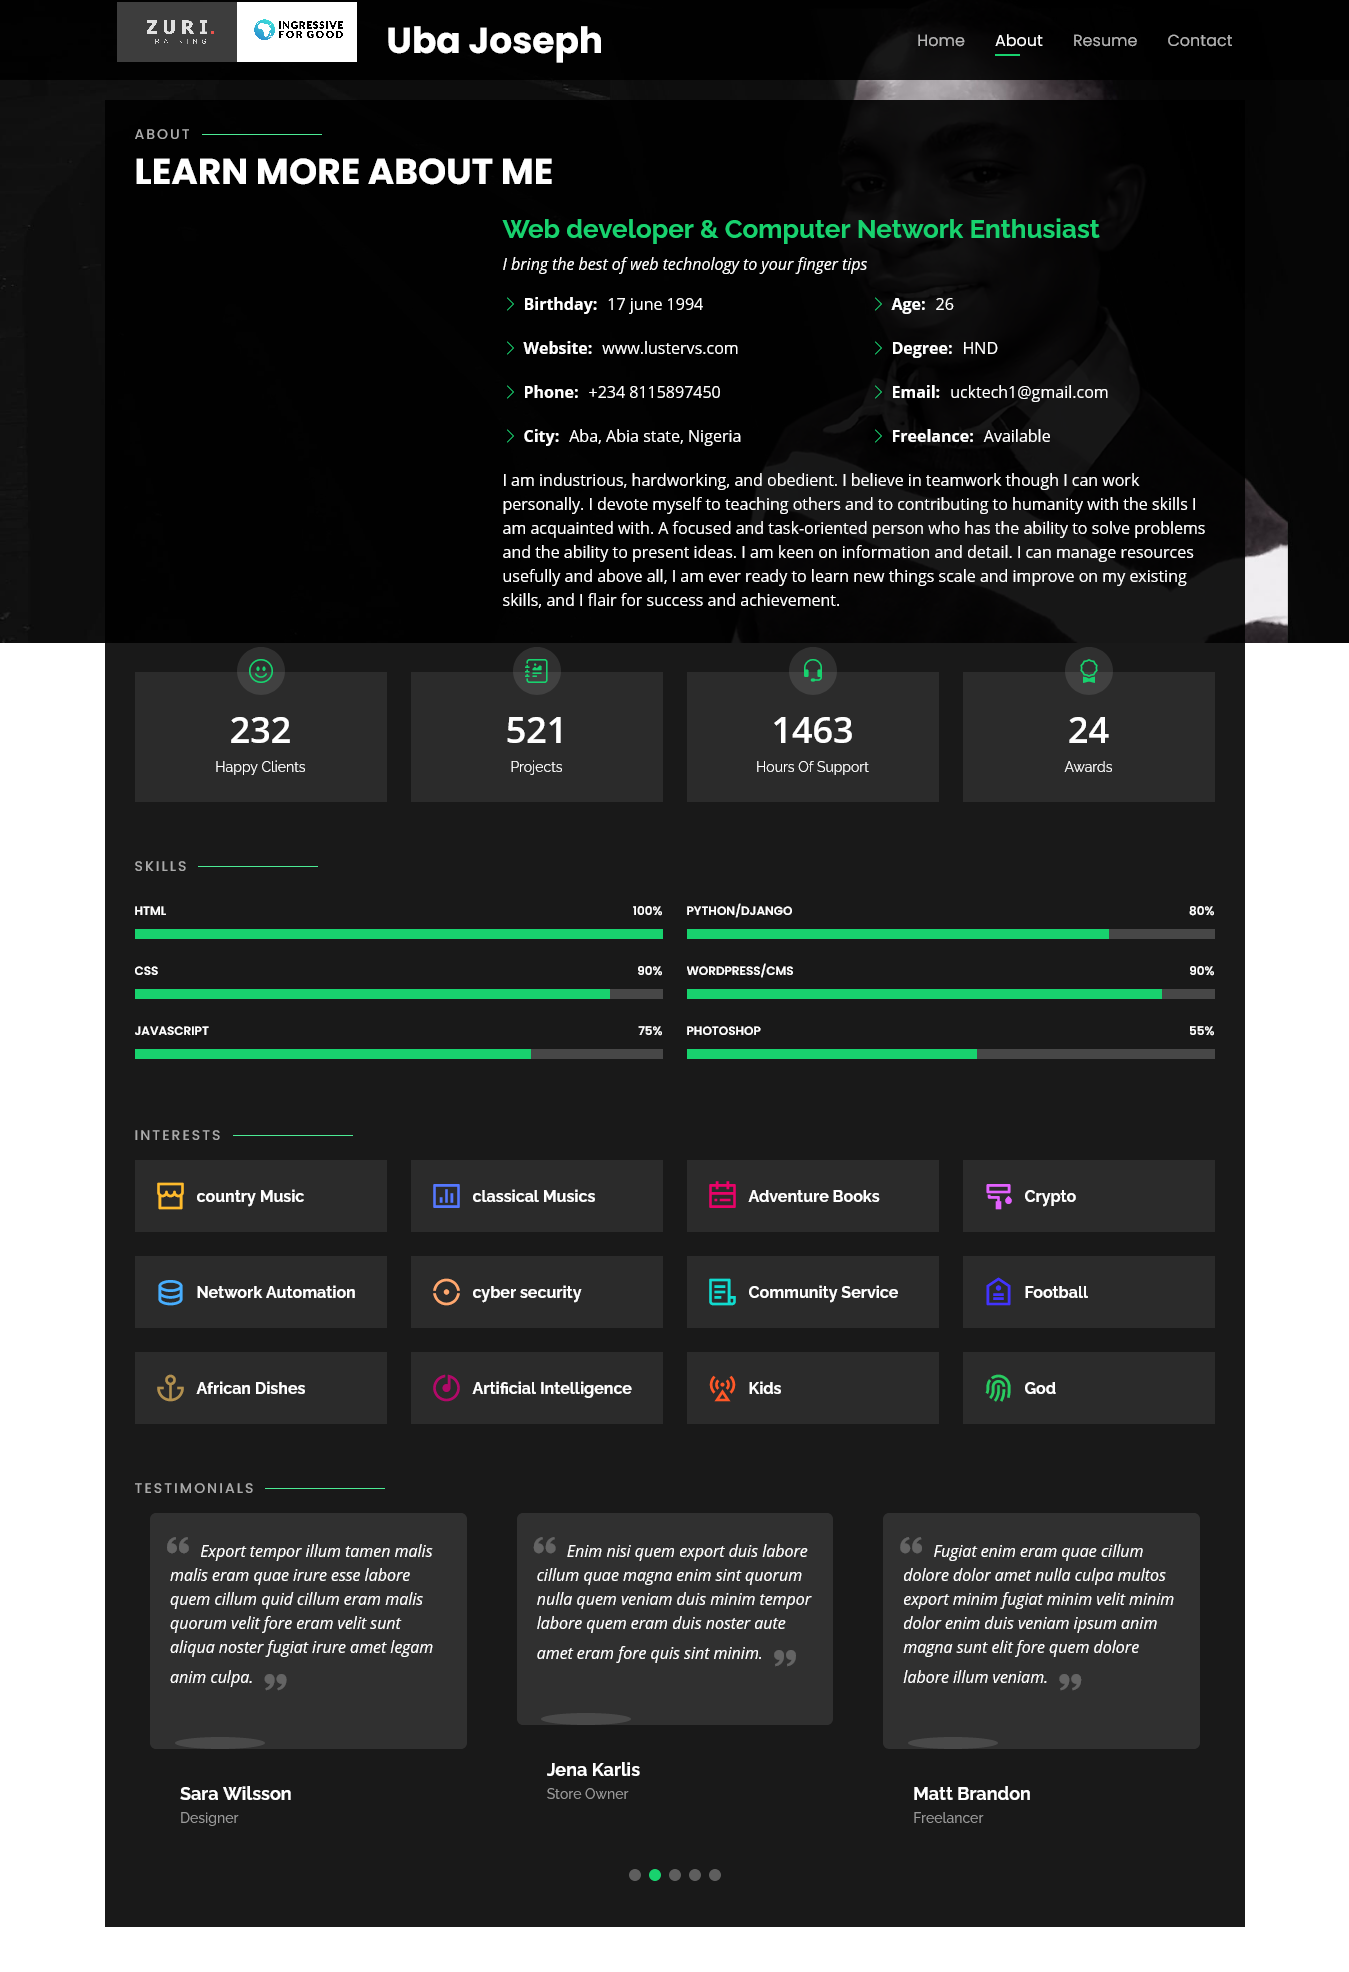 ZURI.
TRAINING
INGRESSIVE
FOR GOOD
Uba Joseph
Home
About
Resume
Contact
ABOUT
LEARN MORE ABOUT ME
Web developer & Computer Network Enthusiast
I bring the best of web technology to your finger tips
Birthday: 17 june 1994
Age: 26
Website: www.lustervs.com
Degree: HND
Phone: +234 8115897450
Email: ucktech1@gmail.com
City: Aba, Abia state, Nigeria
Freelance: Available
I am industrious, hardworking, and obedient. I believe in teamwork though I can work
personally. I devote myself to teaching others and to contributing to humanity with the skills I
am acquainted with. A focused and task-oriented person who has the ability to solve problems
and the ability to present ideas. I am keen on information and detail. I can manage resources
usefully and above all, I am ever ready to learn new things scale and improve on my existing
skills, and I flair for success and achievement.
232
Happy Clients
521
Projects
1463
Hours Of Support
24
Awards
SKILLS
HTML 100%
PYTHON/DJANGO 80%
CSS 90%
WORDPRESS/CMS 90%
JAVASCRIPT 75%
PHOTOSHOP 55%
INTERESTS
country Music
classical Musics
Adventure Books
Crypto
Network Automation
cyber security
Community Service
Football
African Dishes
Artificial Intelligence
Kids
God
TESTIMONIALS
“ Export tempor illum tamen malis
malis eram quae irure esse labore
quem cillum quid cillum eram malis
quorum velit fore eram velit sunt
aliqua noster fugiat irure amet legam
anim culpa. ”
Sara Wilsson
Designer
“ Enim nisi quem export duis labore
cillum quae magna enim sint quorum
nulla quem veniam duis minim tempor
labore quem eram duis noster aute
amet eram fore quis sint minim. ”
Jena Karlis
Store Owner
“ Fugiat enim eram quae cillum
dolore dolor amet nulla culpa multos
export minim fugiat minim velit minim
dolor enim duis veniam ipsum anim
magna sunt elit fore quem dolore
labore illum veniam. ”
Matt Brandon
Freelancer